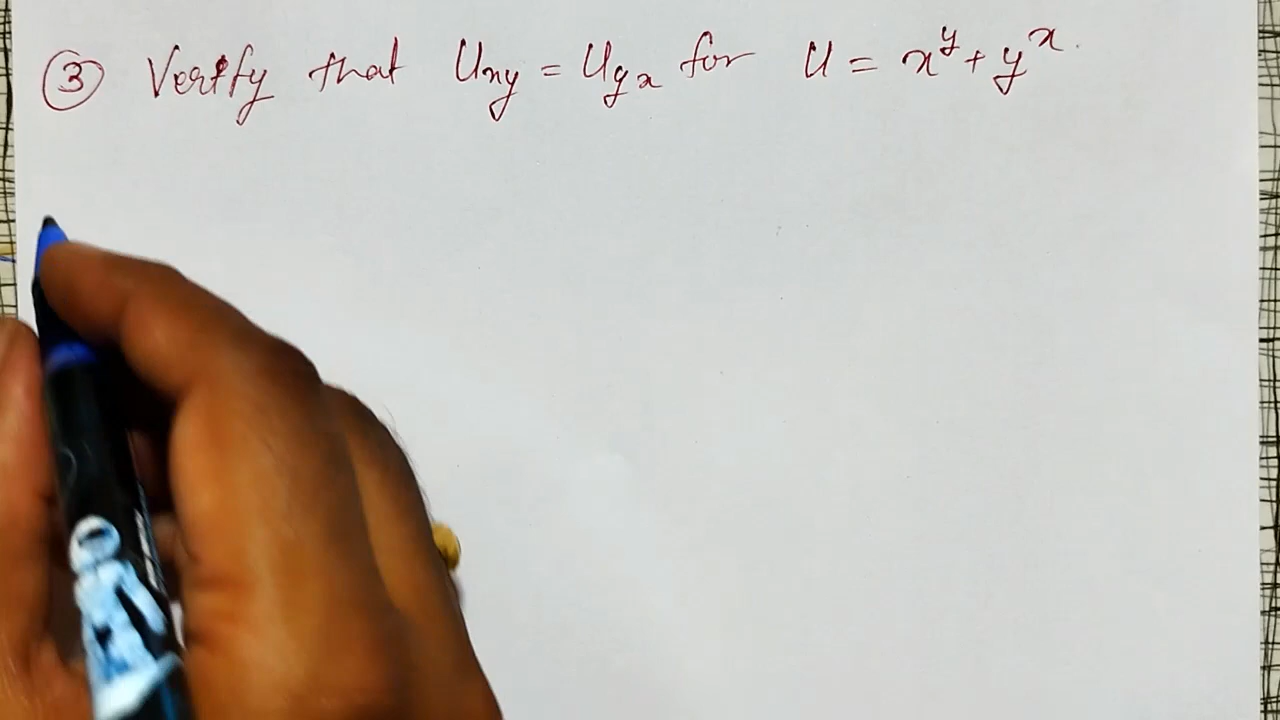 ③ Verify that Uxy = Uyx for U = x^y + y^x.